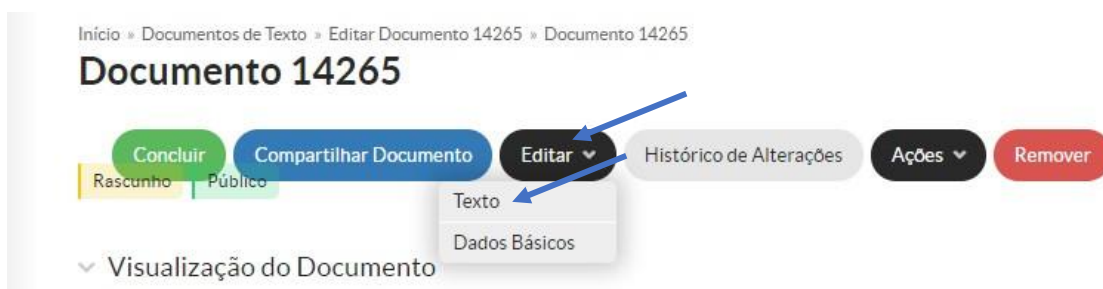 Início » Documentos de Texto » Editar Documento 14265 » Documento 14265
Documento 14265
Concluir Compartilhar Documento Editar Histórico de Alterações Ações Remover
Rascunho Público
Texto
Dados Básicos
Visualização do Documento